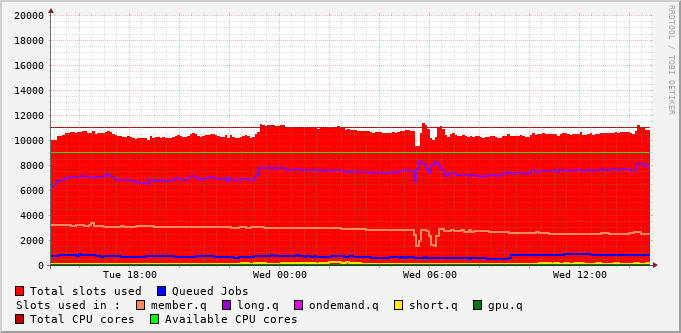 RRDTOOL / TOBI OETIKER
20000
18000
16000
14000
12000
10000
8000
6000
4000
2000
0
Tue 18:00 Wed 00:00 Wed 06:00 Wed 12:00
Total slots used Queued Jobs
Slots used in : member.q long.q ondemand.q short.q gpu.q
Total CPU cores Available CPU cores